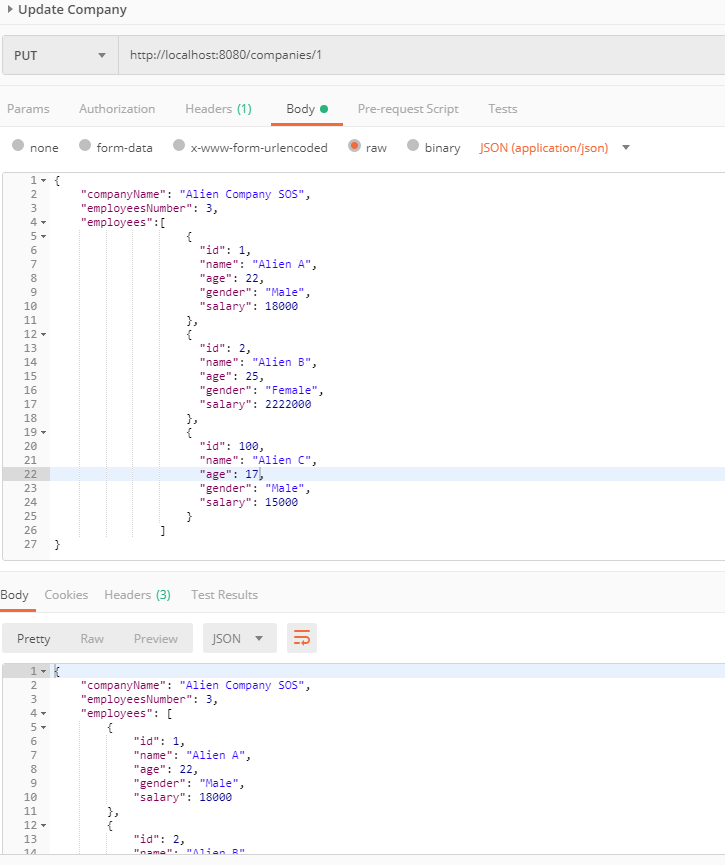 Update Company
PUT http://localhost:8080/companies/1
Params Authorization Headers (1) Body Pre-request Script Tests
none form-data x-www-form-urlencoded raw binary JSON (application/json)
1 {
2 "companyName": "Alien Company SOS",
3 "employeesNumber": 3,
4 "employees":[
5 {
6 "id": 1,
7 "name": "Alien A",
8 "age": 22,
9 "gender": "Male",
10 "salary": 18000
11 },
12 {
13 "id": 2,
14 "name": "Alien B",
15 "age": 25,
16 "gender": "Female",
17 "salary": 2222000
18 },
19 {
20 "id": 100,
21 "name": "Alien C",
22 "age": 17,
23 "gender": "Male",
24 "salary": 15000
25 }
26 ]
27 }
Body Cookies Headers (3) Test Results
Pretty Raw Preview JSON
1 {
2 "companyName": "Alien Company SOS",
3 "employeesNumber": 3,
4 "employees": [
5 {
6 "id": 1,
7 "name": "Alien A",
8 "age": 22,
9 "gender": "Male",
10 "salary": 18000
11 },
12 {
13 "id": 2,
14 "name": "Alien B"